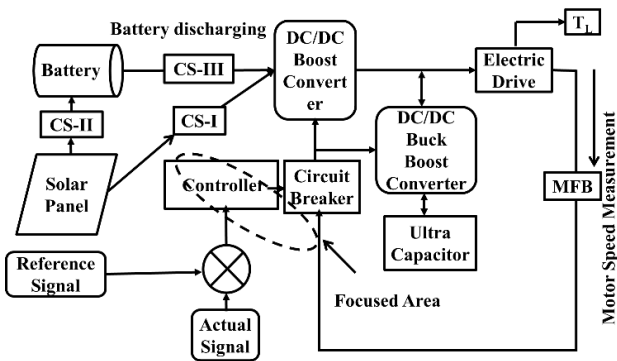 Battery discharging
DC/DC
Boost
Convert
er
T_L
Battery
CS-III
Electric
Drive
CS-II
CS-I
DC/DC
Buck
Boost
Converter
Solar
Panel
Controller
Circuit
Breaker
MFB
Motor Speed Measurement
Ultra
Capacitor
Reference
Signal
Focused Area
Actual
Signal